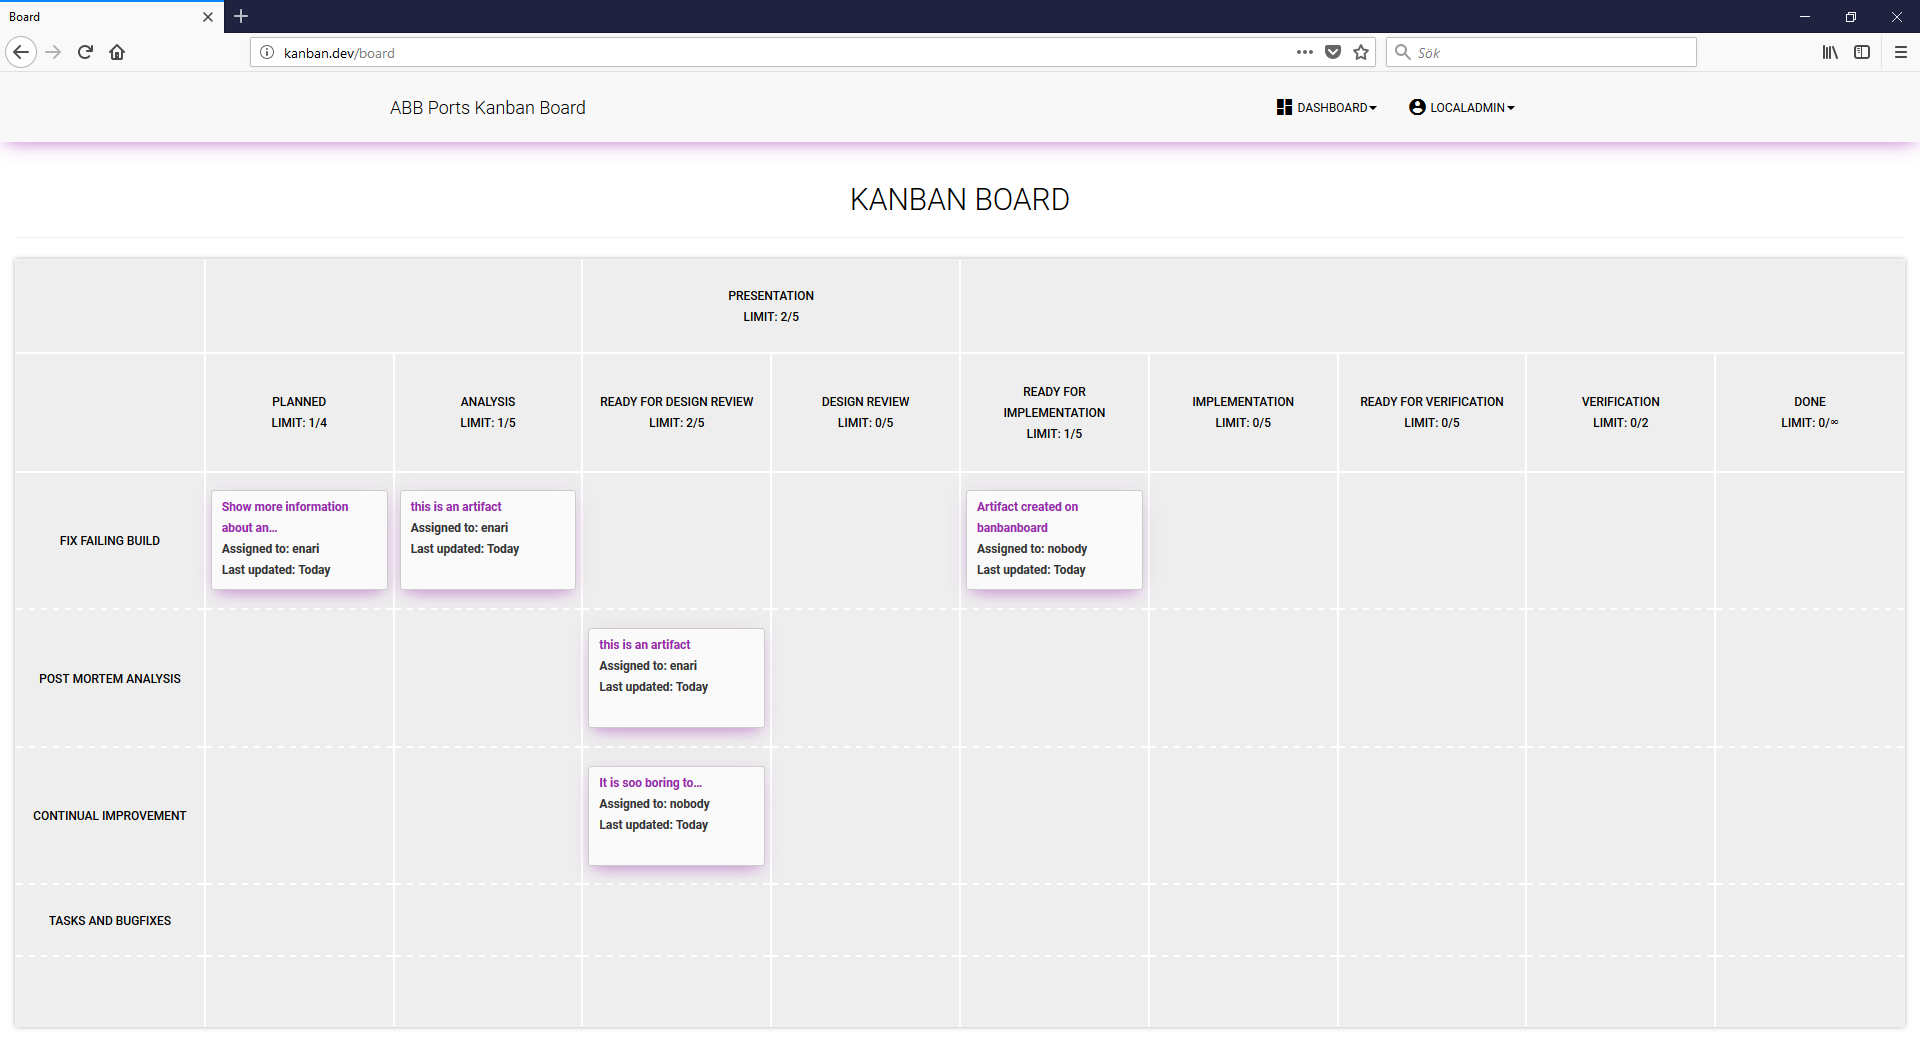 Board
kanban.dev/board
Sök
ABB Ports Kanban Board
DASHBOARD
LOCALADMIN
KANBAN BOARD
PRESENTATION
LIMIT: 2/5
PLANNED
LIMIT: 1/4
ANALYSIS
LIMIT: 1/5
READY FOR DESIGN REVIEW
LIMIT: 2/5
DESIGN REVIEW
LIMIT: 0/5
READY FOR
IMPLEMENTATION
LIMIT: 1/5
IMPLEMENTATION
LIMIT: 0/5
READY FOR VERIFICATION
LIMIT: 0/5
VERIFICATION
LIMIT: 0/2
DONE
LIMIT: 0/∞
FIX FAILING BUILD
Show more information
about an...
Assigned to: enari
Last updated: Today
this is an artifact
Assigned to: enari
Last updated: Today
Artifact created on
banbanboard
Assigned to: nobody
Last updated: Today
POST MORTEM ANALYSIS
this is an artifact
Assigned to: enari
Last updated: Today
CONTINUAL IMPROVEMENT
It is soo boring to...
Assigned to: nobody
Last updated: Today
TASKS AND BUGFIXES